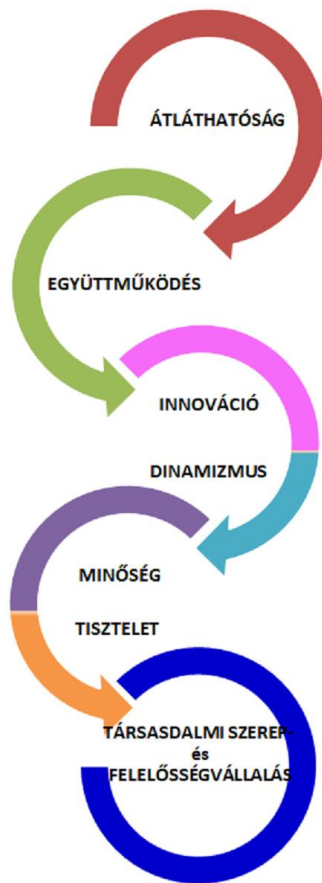 ÁTLÁTHATÓSÁG
EGYÜTTMŰKÖDÉS
INNOVÁCIÓ
DINAMIZMUS
MINŐSÉG
TISZTELET
TÁRSASDALMI SZEREP-
és
FELELŐSSÉGVÁLLALÁS